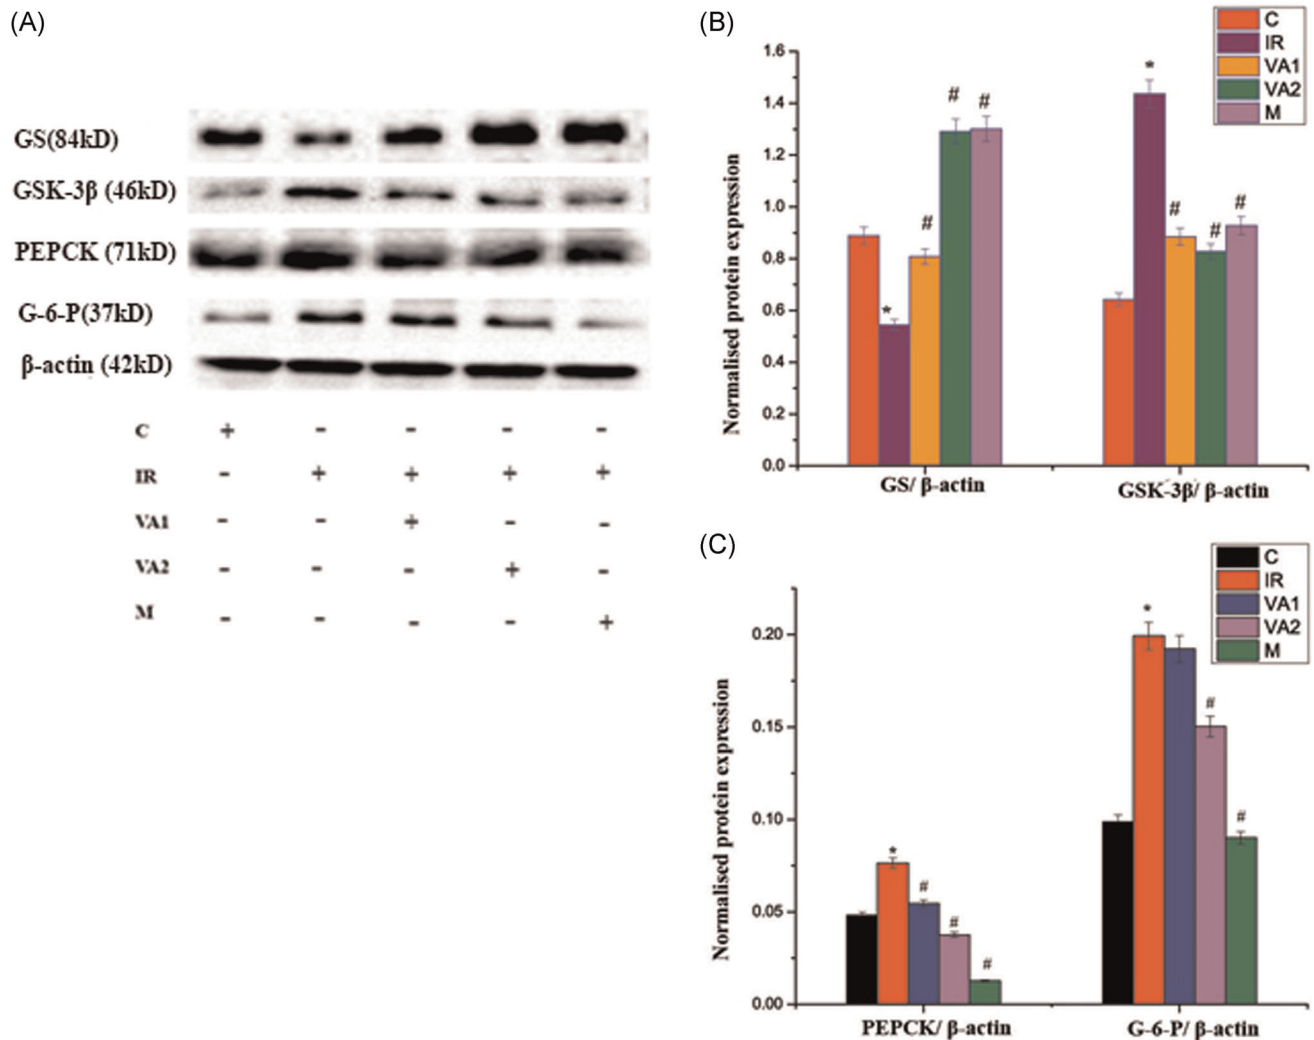 (A)
GS(84kD)
GSK-3β (46kD)
PEPCK (71kD)
G-6-P(37kD)
β-actin (42kD)
C + - - - -
IR - + + + +
VA1 - - + - -
VA2 - - - + -
M - - - - +
(B)
C
IR
VA1
VA2
M
Normalised protein expression
1.6
1.4
1.2
1.0
0.8
0.6
0.4
0.2
0.0
* # # #
* # # #
GS/ β-actin
GSK-3β/ β-actin
(C)
C
IR
VA1
VA2
M
Normalised protein expression
0.20
0.15
0.10
0.05
0.00
* # # #
* # #
PEPCK/ β-actin
G-6-P/ β-actin